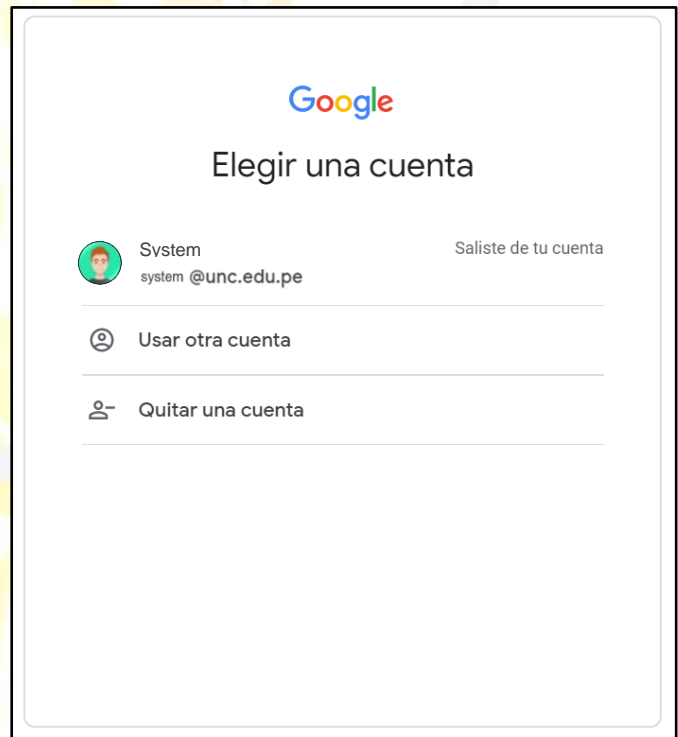 Google
Elegir una cuenta
System
Saliste de tu cuenta
system @unc.edu.pe
Usar otra cuenta
Quitar una cuenta